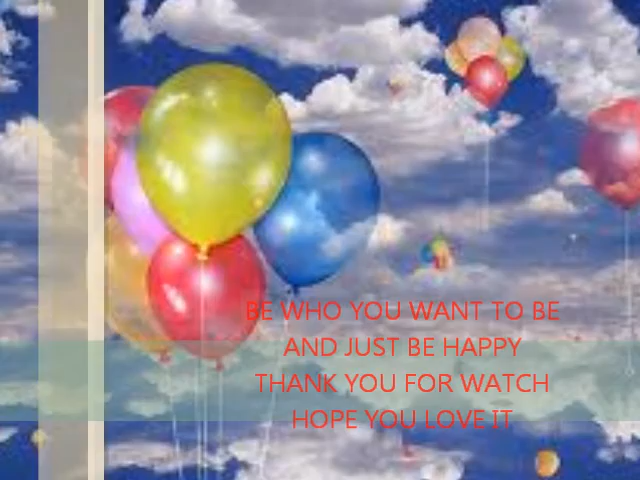 BE WHO YOU WANT TO BE
AND JUST BE HAPPY
THANK YOU FOR WATCH
HOPE YOU LOVE IT